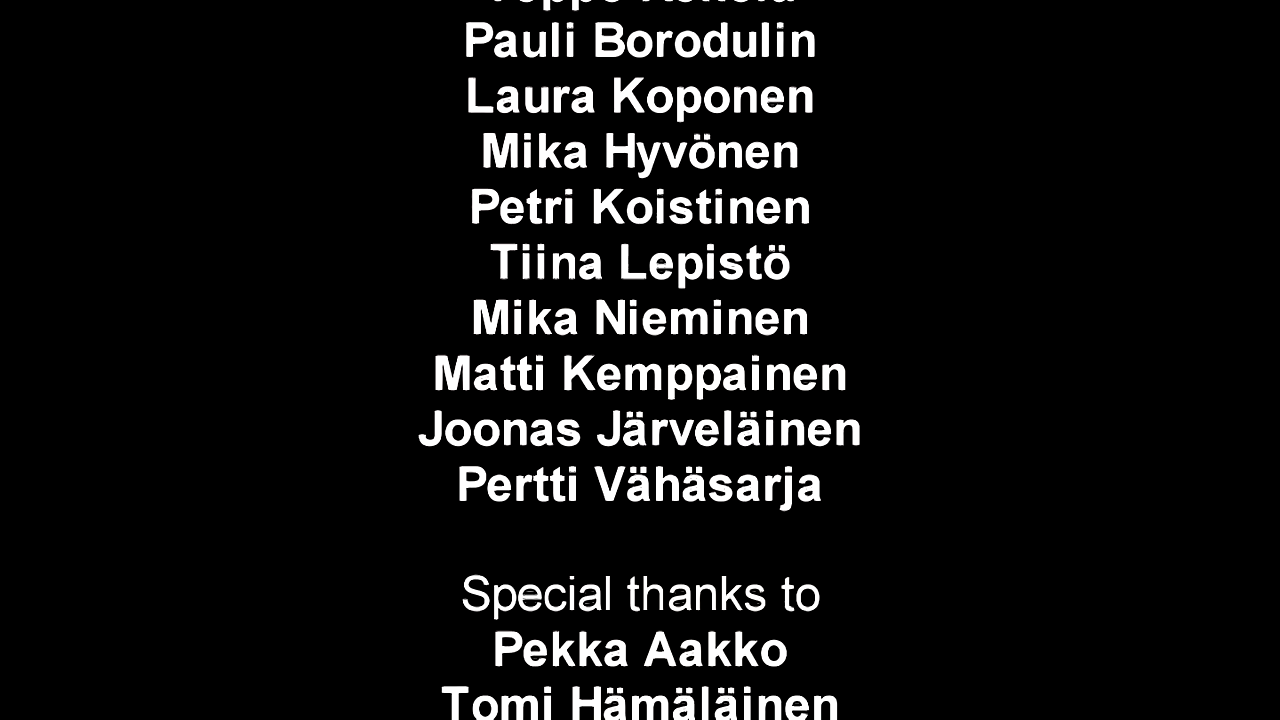 Pauli Borodulin
Laura Koponen
Mika Hyvönen
Petri Koistinen
Tiina Lepistö
Mika Nieminen
Matti Kemppainen
Joonas Järveläinen
Pertti Vähäsarja
Special thanks to
Pekka Aakko
Tomi Hämäläinen